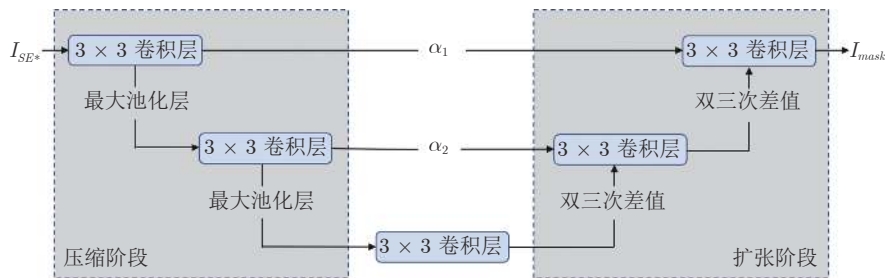 I_{SE*} 3 × 3 卷积层 α₁ 3 × 3 卷积层 I_{mask}
最大池化层 双三次差值
3 × 3 卷积层 α₂ 3 × 3 卷积层
最大池化层 双三次差值
压缩阶段 3 × 3 卷积层 扩张阶段